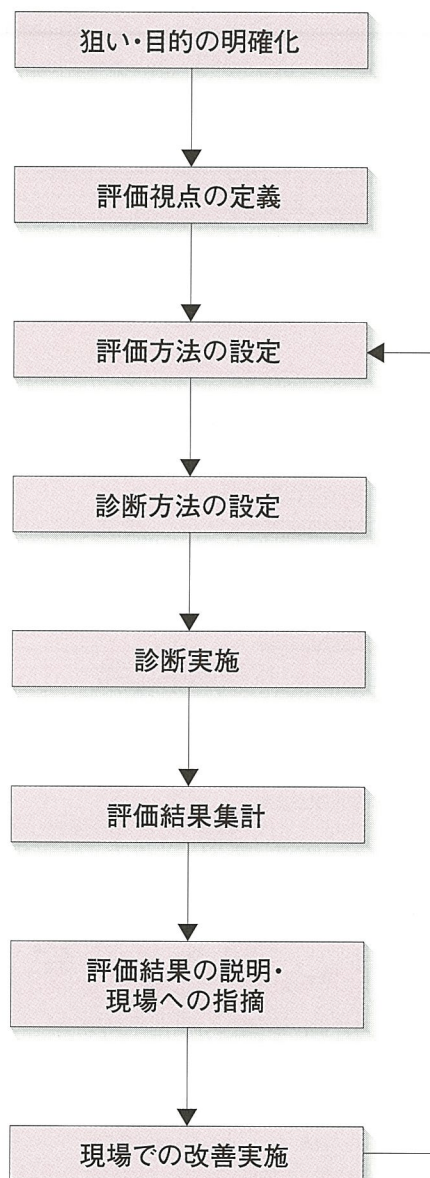 狙い・目的の明確化
評価視点の定義
評価方法の設定
診断方法の設定
診断実施
評価結果集計
評価結果の説明・
現場への指摘
現場での改善実施